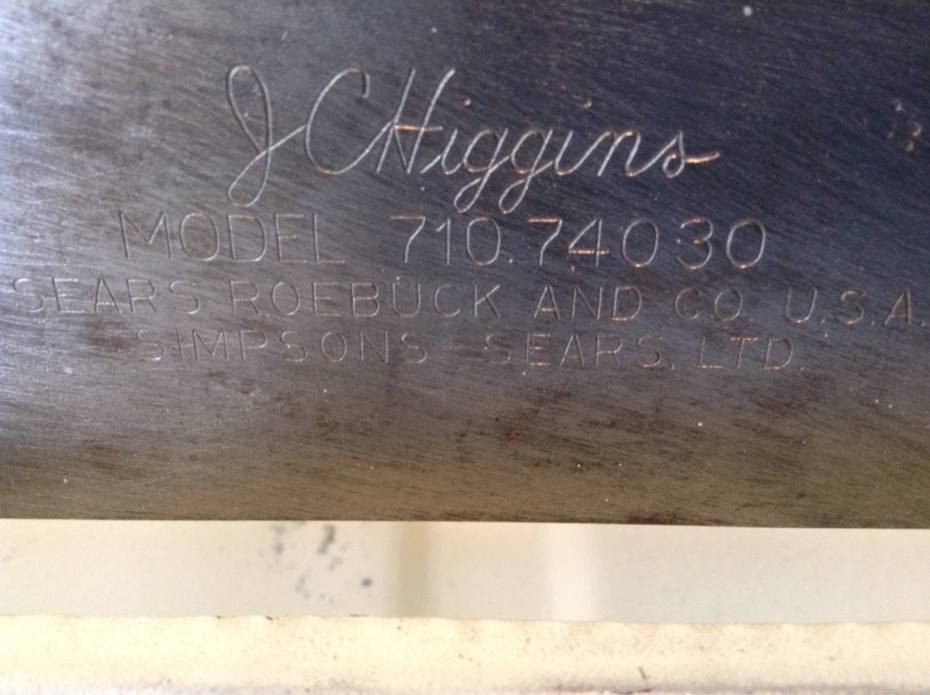 J C Higgins
MODEL 710.74030
SEARS ROEBUCK AND CO. U.S.A.
SIMPSONS - SEARS, LTD.